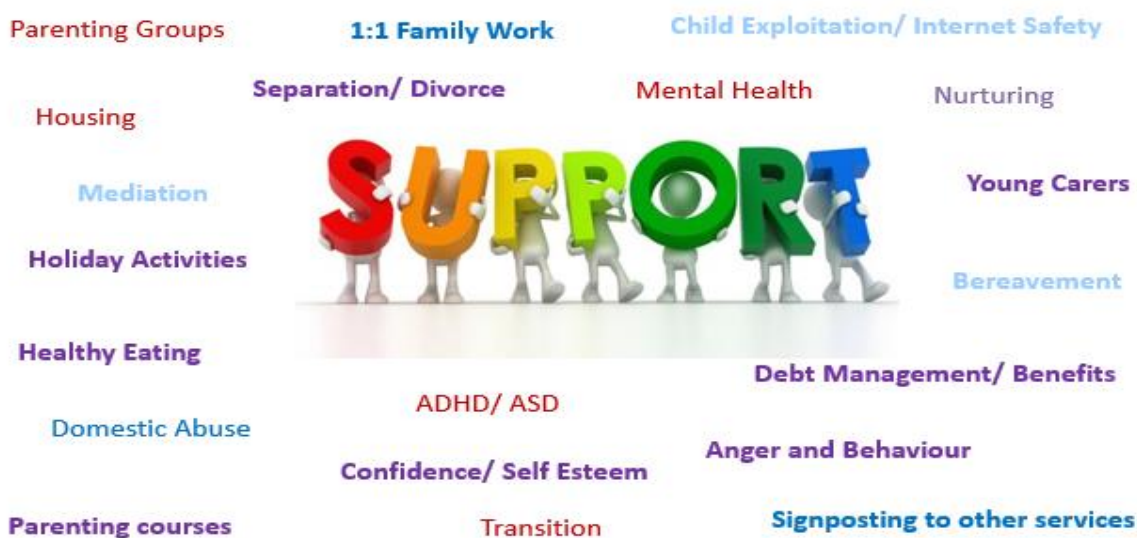 Parenting Groups
1:1 Family Work
Child Exploitation/ Internet Safety
Separation/ Divorce
Mental Health
Nurturing
Housing
SUPPORT
Mediation
Young Carers
Holiday Activities
Bereavement
Healthy Eating
Debt Management/ Benefits
ADHD/ ASD
Domestic Abuse
Anger and Behaviour
Confidence/ Self Esteem
Parenting courses
Transition
Signposting to other services